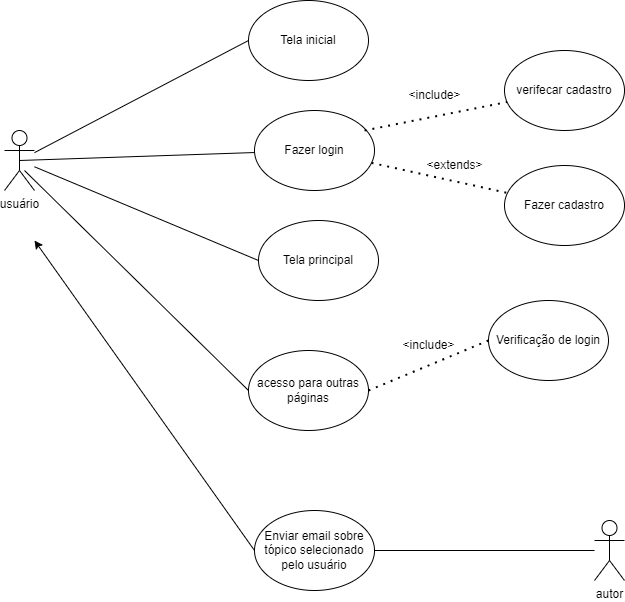 Tela inicial
<include>
verifecar cadastro
Fazer login
<extends>
Fazer cadastro
usuário
Tela principal
<include>
Verificação de login
acesso para outras
páginas
Enviar email sobre
tópico selecionado
pelo usuário
autor